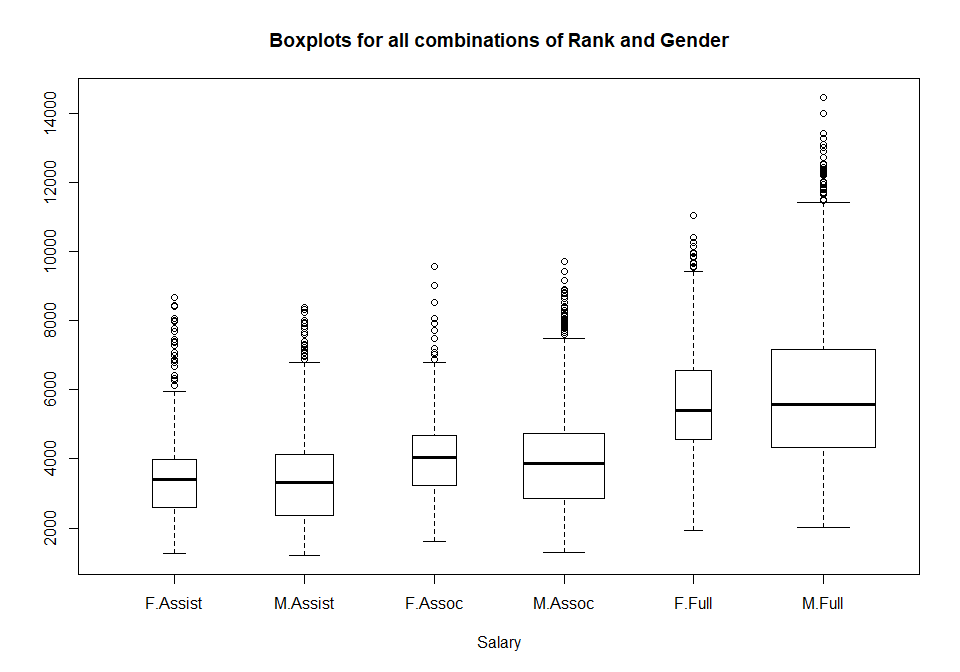 Boxplots for all combinations of Rank and Gender
14000
12000
10000
8000
6000
4000
2000
F.Assist M.Assist F.Assoc M.Assoc F.Full M.Full
Salary